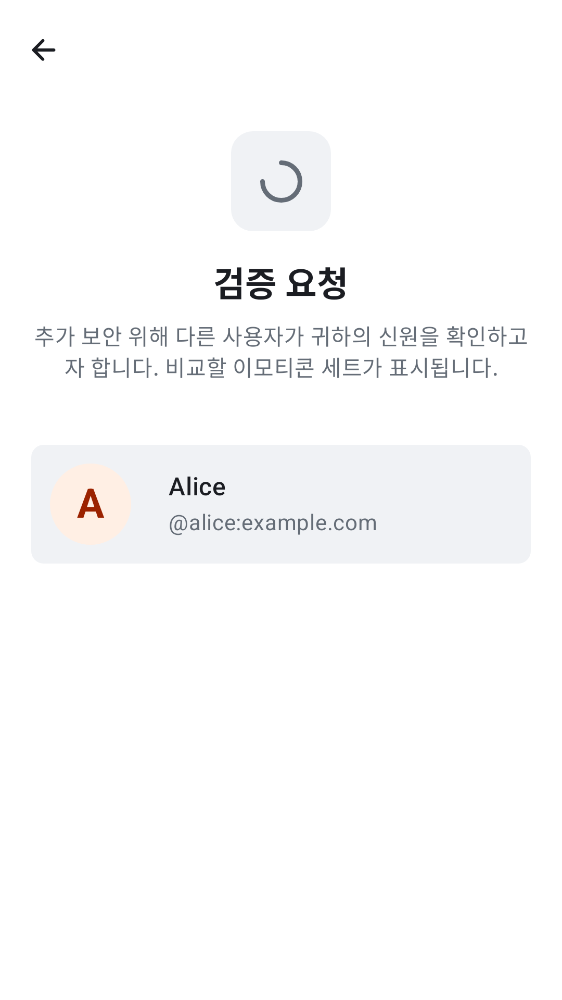 검증 요청
추가 보안 위해 다른 사용자가 귀하의 신원을 확인하고
자 합니다. 비교할 이모티콘 세트가 표시됩니다.
A
Alice
@alice:example.com